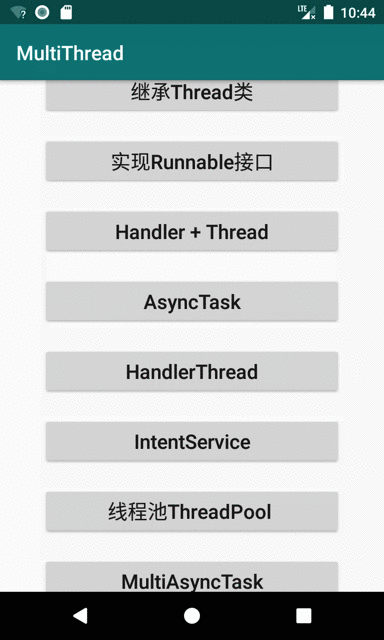 LTE
10:44
MultiThread
继承Thread类
实现Runnable接口
Handler + Thread
AsyncTask
HandlerThread
IntentService
线程池ThreadPool
MultiAsyncTask